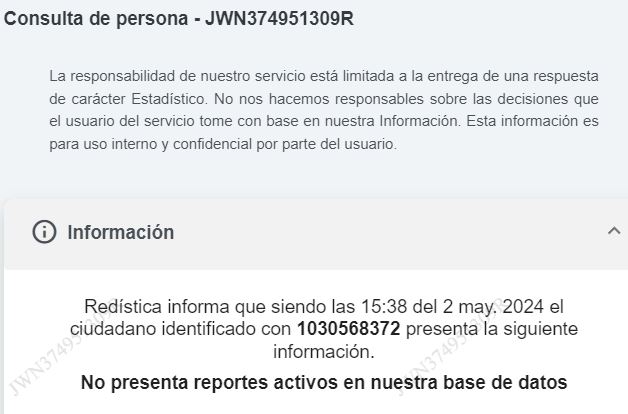 Consulta de persona - JWN374951309R
La responsabilidad de nuestro servicio está limitada a la entrega de una respuesta
de carácter Estadístico. No nos hacemos responsables sobre las decisiones que
el usuario del servicio tome con base en nuestra Información. Esta información es
para uso interno y confidencial por parte del usuario.
Información
Redística informa que siendo las 15:38 del 2 may. 2024 el
ciudadano identificado con 1030568372 presenta la siguiente
información.
No presenta reportes activos en nuestra base de datos
JWN374951309R
JWN374951309R